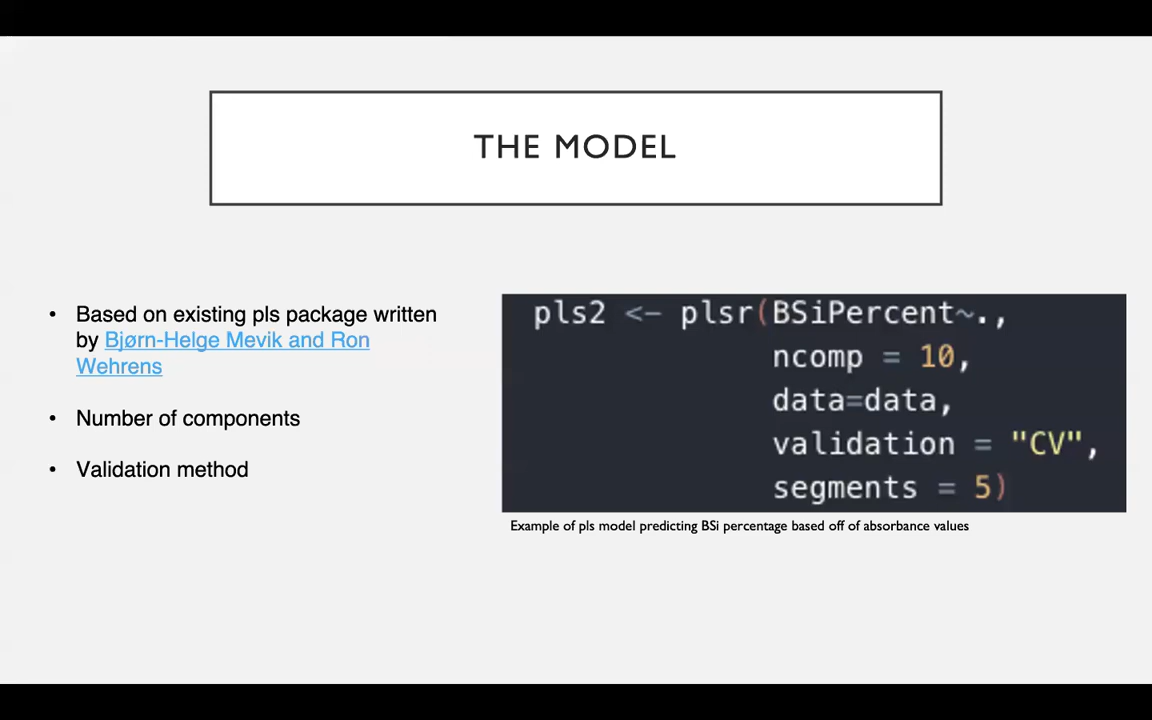 THE MODEL
• Based on existing pls package written
by Bjørn-Helge Mevik and Ron
Wehrens
• Number of components
• Validation method
pls2 <- plsr(BSiPercent~.,
ncomp = 10,
data=data,
validation = "CV",
segments = 5)
Example of pls model predicting BSi percentage based off of absorbance values